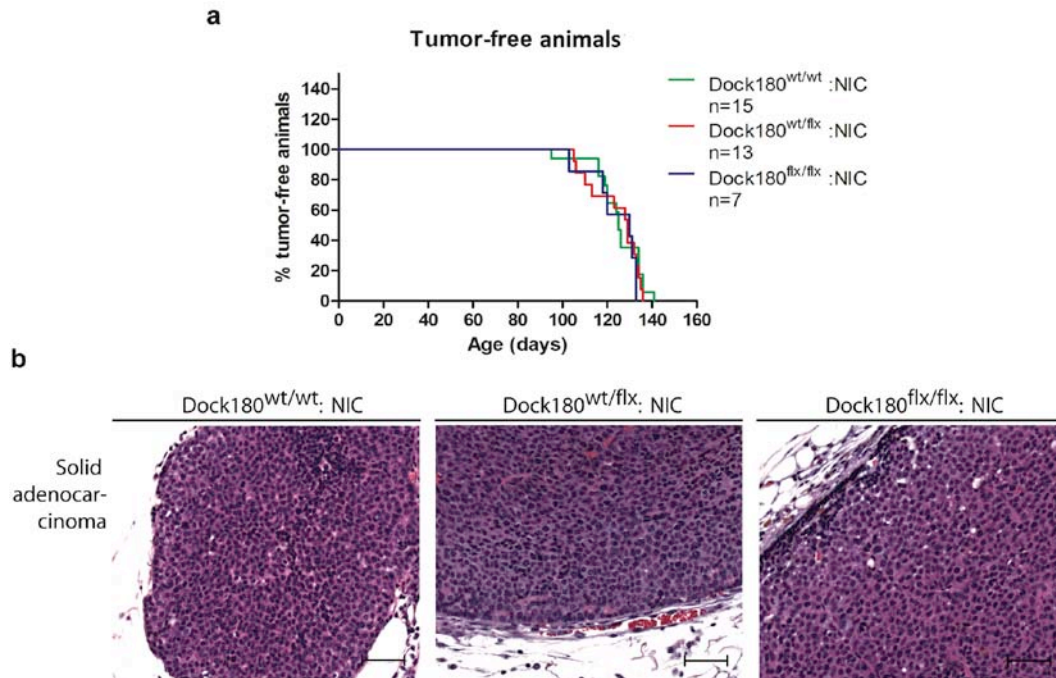 a
Tumor-free animals
140
120
100
80
60
40
20
0
% tumor-free animals
0 20 40 60 80 100 120 140 160
Age (days)
Dock180wt/wt :NIC
n=15
Dock180wt/flx :NIC
n=13
Dock180flx/flx :NIC
n=7
b
Dock180wt/wt: NIC
Dock180wt/flx: NIC
Dock180flx/flx: NIC
Solid
adenocar-
cinoma